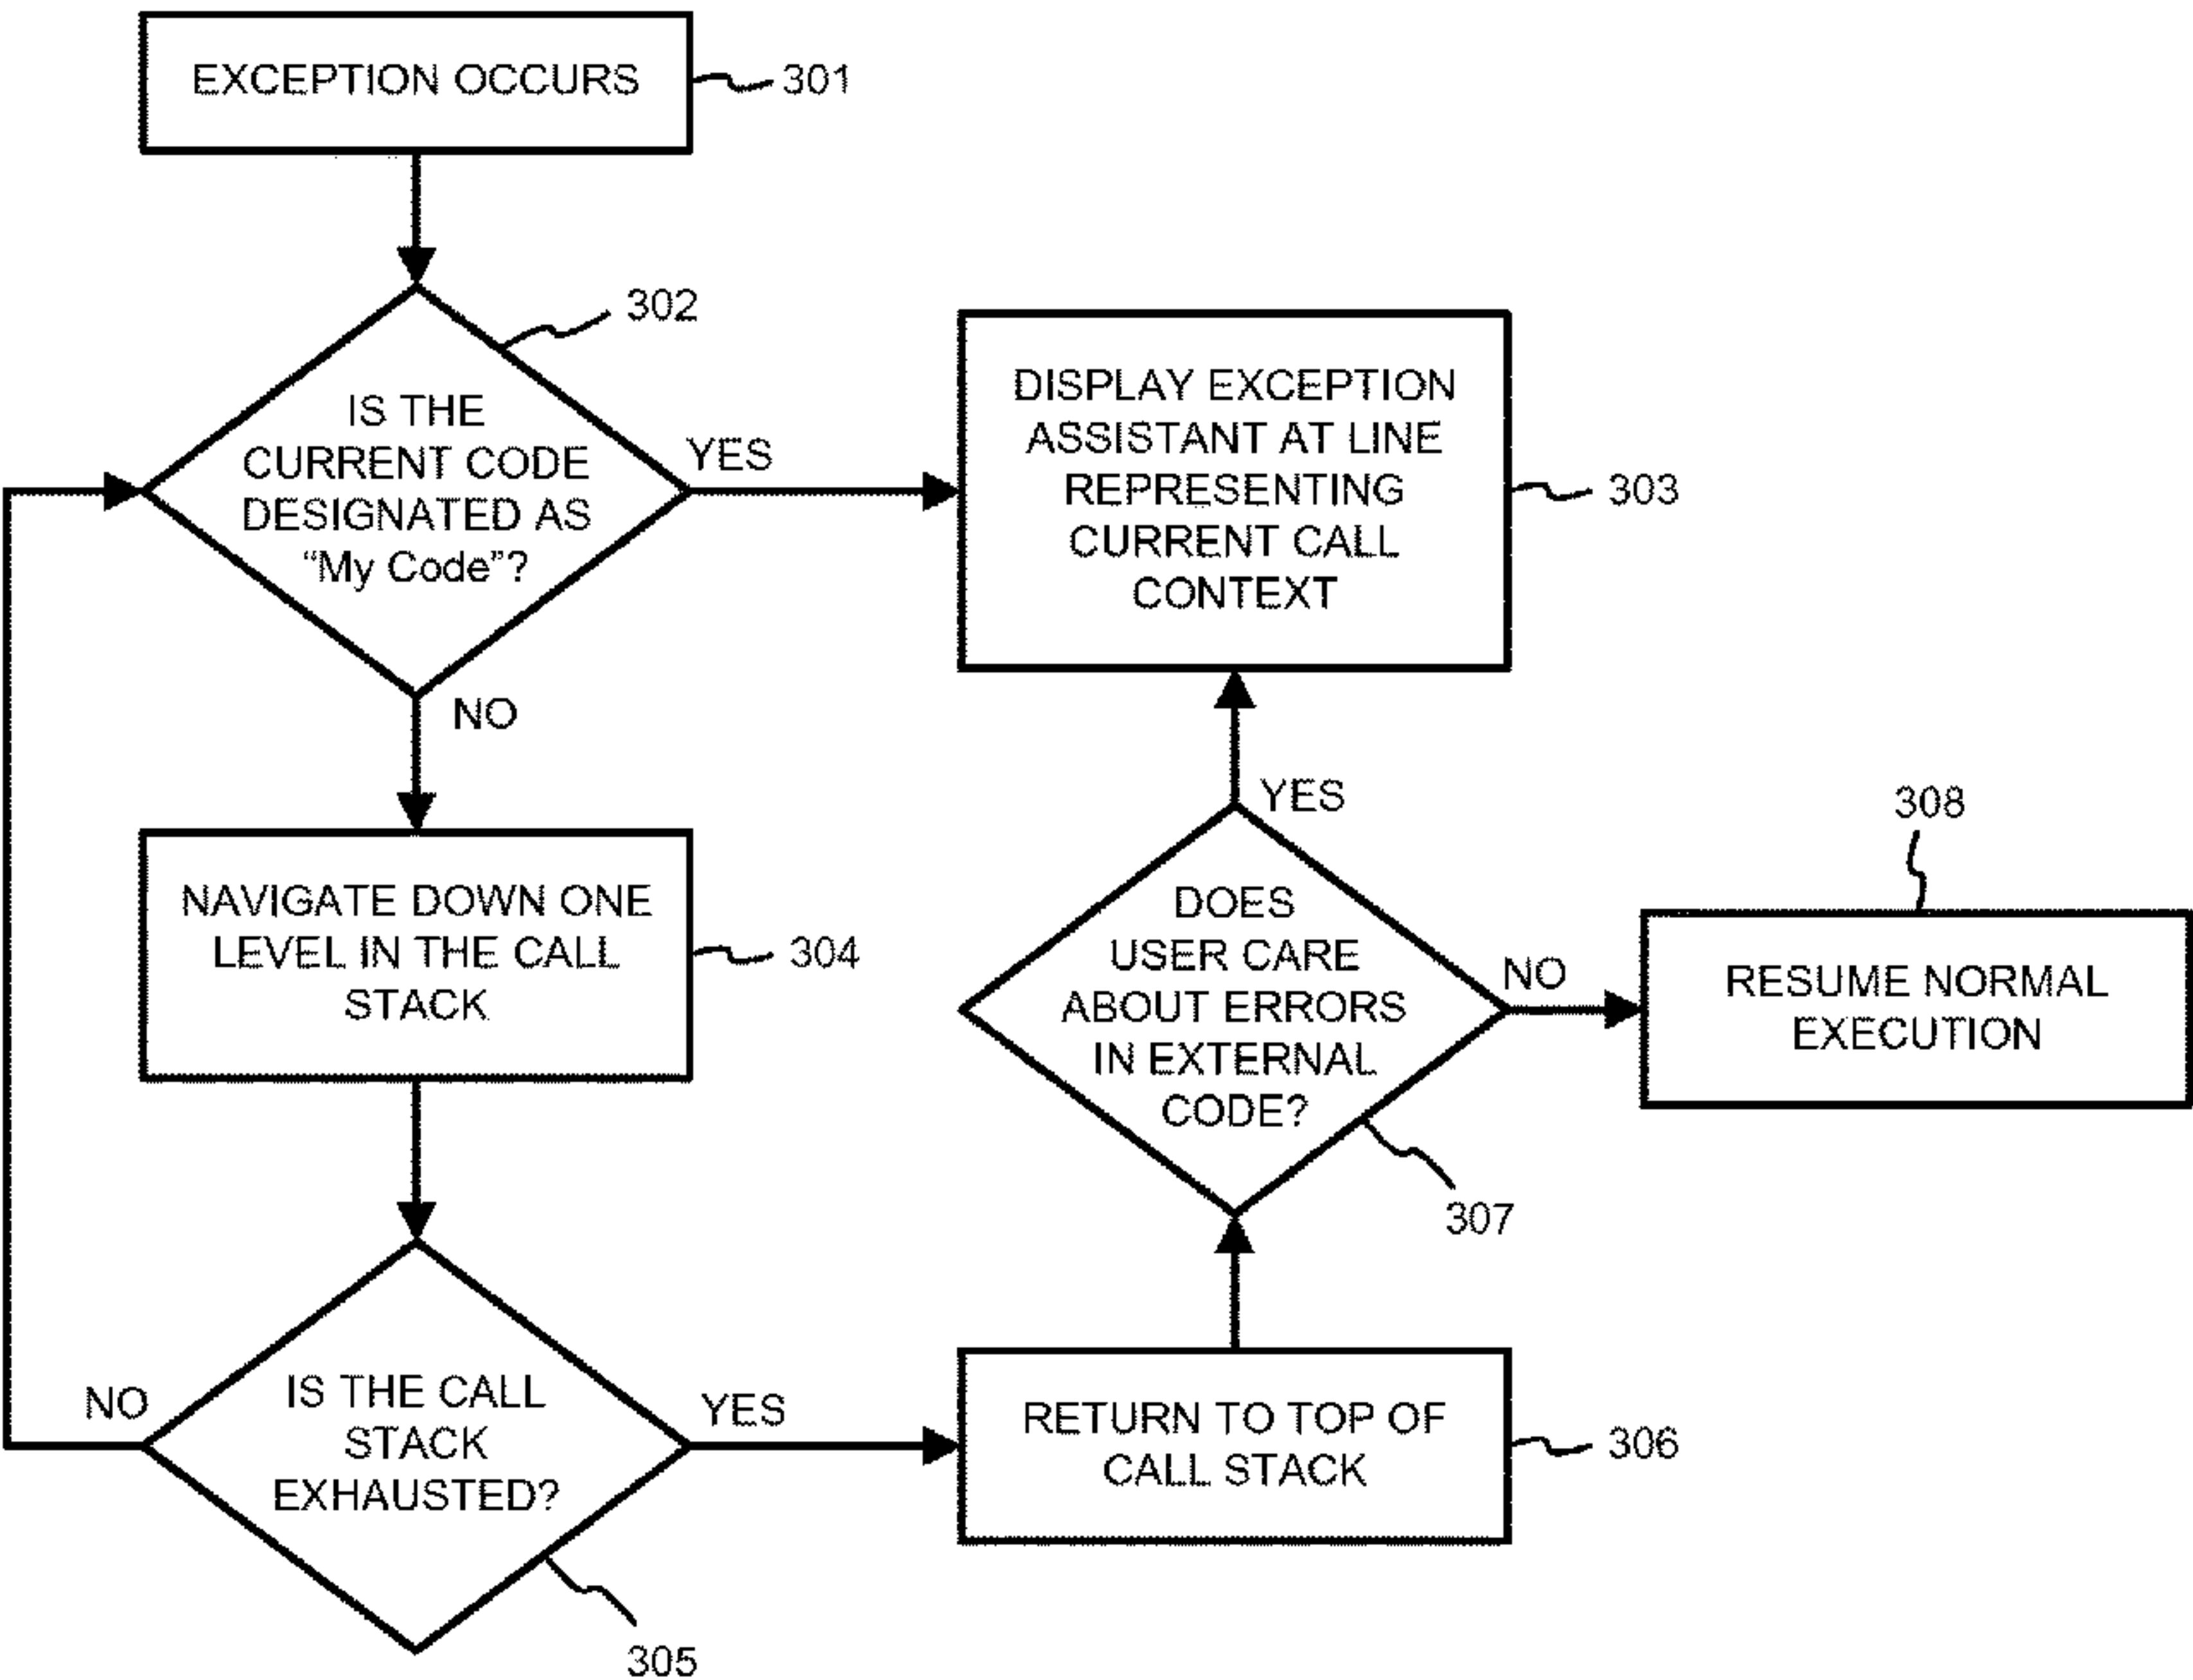 EXCEPTION OCCURS
301
302
IS THE
CURRENT CODE
DESIGNATED AS
“My Code”?
YES
NO
DISPLAY EXCEPTION
ASSISTANT AT LINE
REPRESENTING
CURRENT CALL
CONTEXT
303
NAVIGATE DOWN ONE
LEVEL IN THE CALL
STACK
304
IS THE CALL
STACK
EXHAUSTED?
NO
YES
305
RETURN TO TOP OF
CALL STACK
306
DOES
USER CARE
ABOUT ERRORS
IN EXTERNAL
CODE?
YES
NO
307
308
RESUME NORMAL
EXECUTION